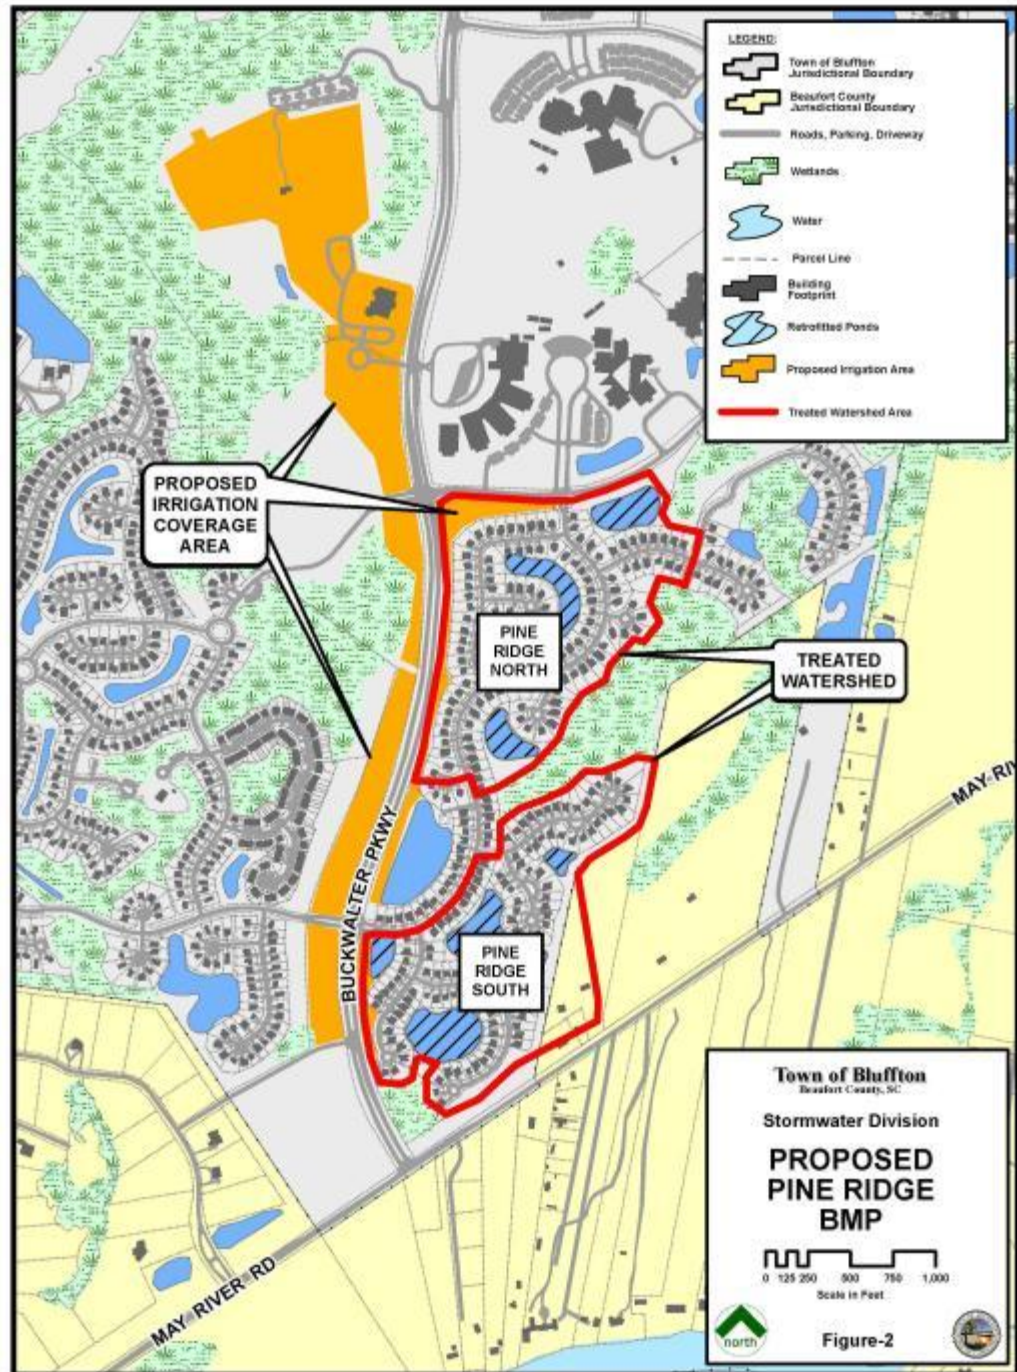 LEGEND:
Town of Bluffton
Jurisdictional Boundary
Beaufort County
Jurisdictional Boundary
Roads, Parking, Driveway
Wetlands
Water
Parcel Line
Building
Footprint
Retrofitted Ponds
Proposed Irrigation Area
Treated Watershed Area
PROPOSED
IRRIGATION
COVERAGE
AREA
PINE
RIDGE
NORTH
TREATED
WATERSHED
MAY RIV
BUCKWALTER PKWY
PINE
RIDGE
SOUTH
MAY RIVER RD
Town of Bluffton
Beaufort County, SC
Stormwater Division
PROPOSED
PINE RIDGE
BMP
0 125 250 500 750 1,000
Scale in Feet
north
Figure-2